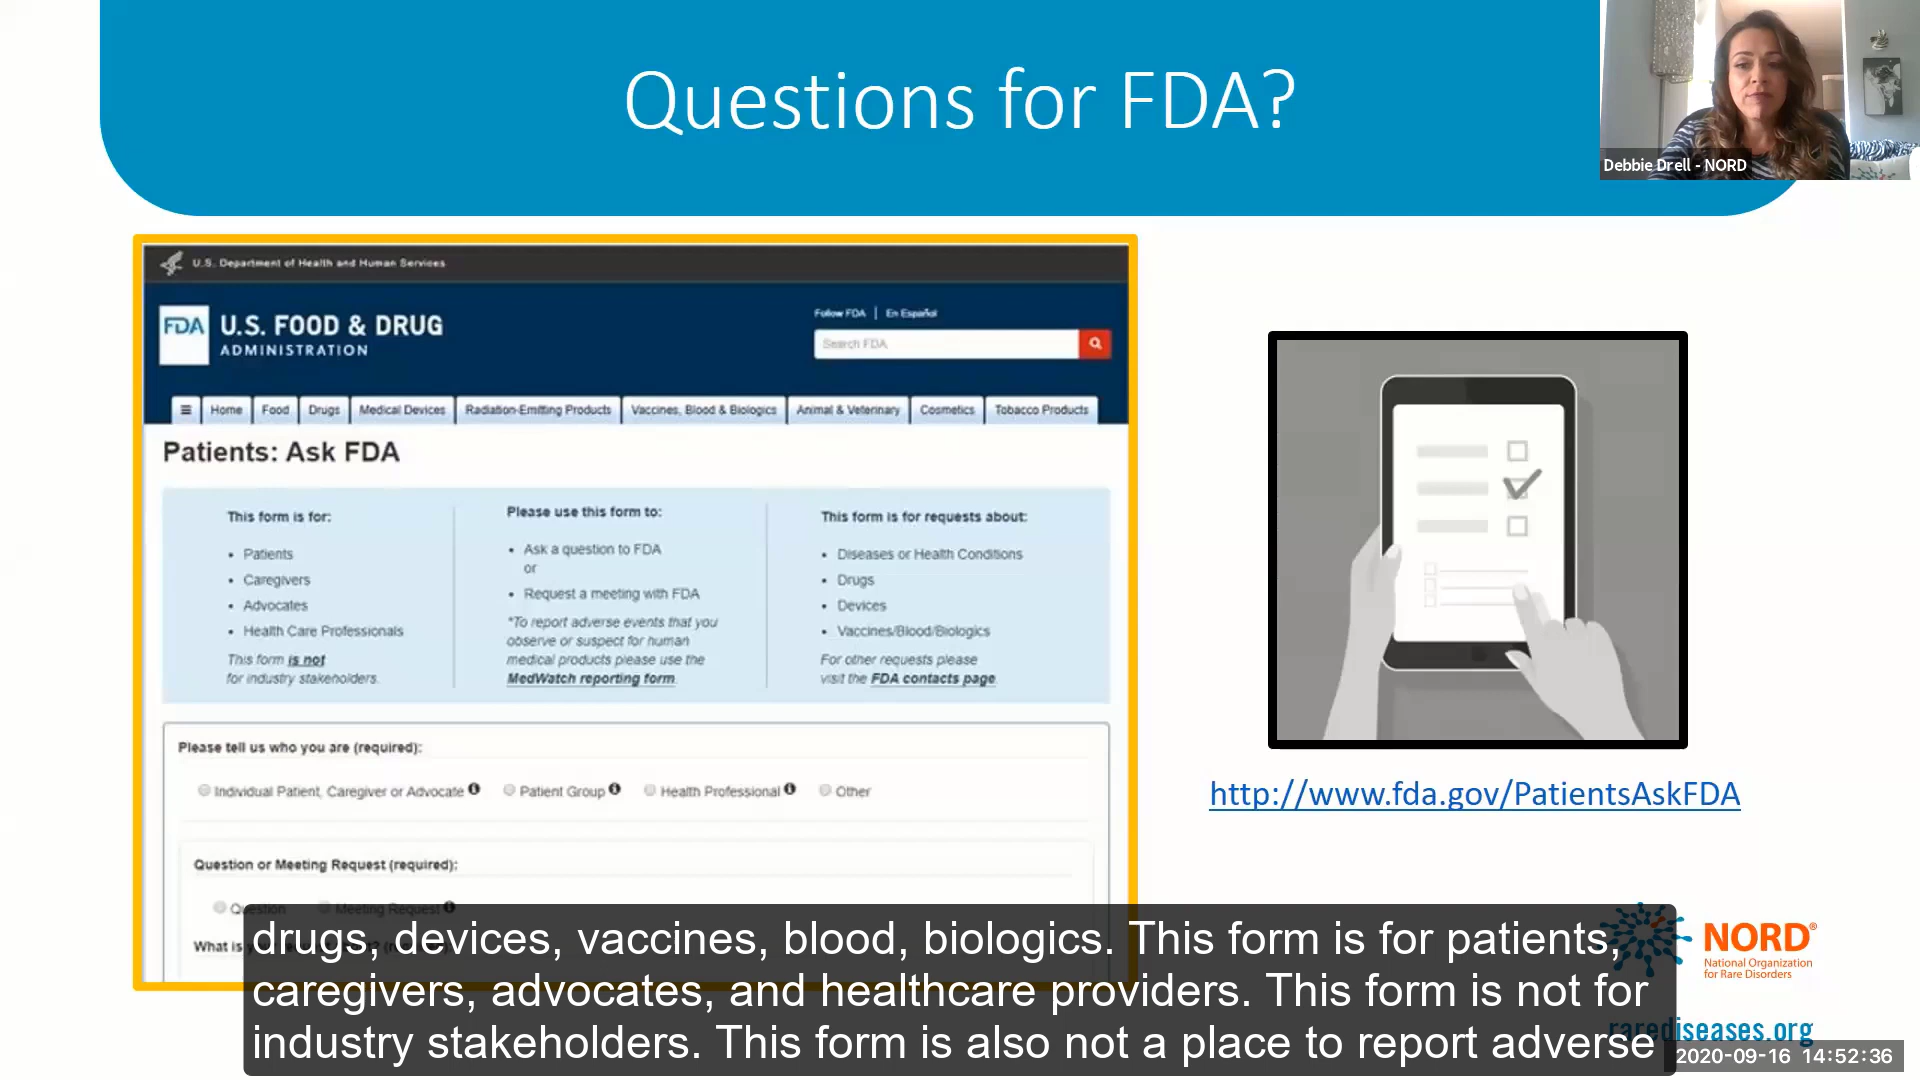 Questions for FDA?
Debbie Drell - NORD
U.S. Department of Health and Human Services
FDA
U.S. FOOD & DRUG
ADMINISTRATION
Follow FDA | En Español
Search FDA
☰ Home Food Drugs Medical Devices Radiation-Emitting Products Vaccines, Blood & Biologics Animal & Veterinary Cosmetics Tobacco Products
Patients: Ask FDA
This form is for:
• Patients
• Caregivers
• Advocates
• Health Care Professionals
This form is not
for industry stakeholders.
Please use this form to:
• Ask a question to FDA
or
• Request a meeting with FDA
*To report adverse events that you
observe or suspect for human
medical products please use the
MedWatch reporting form.
This form is for requests about:
• Diseases or Health Conditions
• Drugs
• Devices
• Vaccines/Blood/Biologics
For other requests please
visit the FDA contacts page.
Please tell us who you are (required):
Individual Patient, Caregiver or Advocate Patient Group Health Professional Other
Question or Meeting Request (required):
Question Meeting Request
What is
http://www.fda.gov/PatientsAskFDA
drugs, devices, vaccines, blood, biologics. This form is for patients,
caregivers, advocates, and healthcare providers. This form is not for
industry stakeholders. This form is also not a place to report adverse
NORD®
National Organization
for Rare Disorders
rarediseases.org
2020-09-16 14:52:36